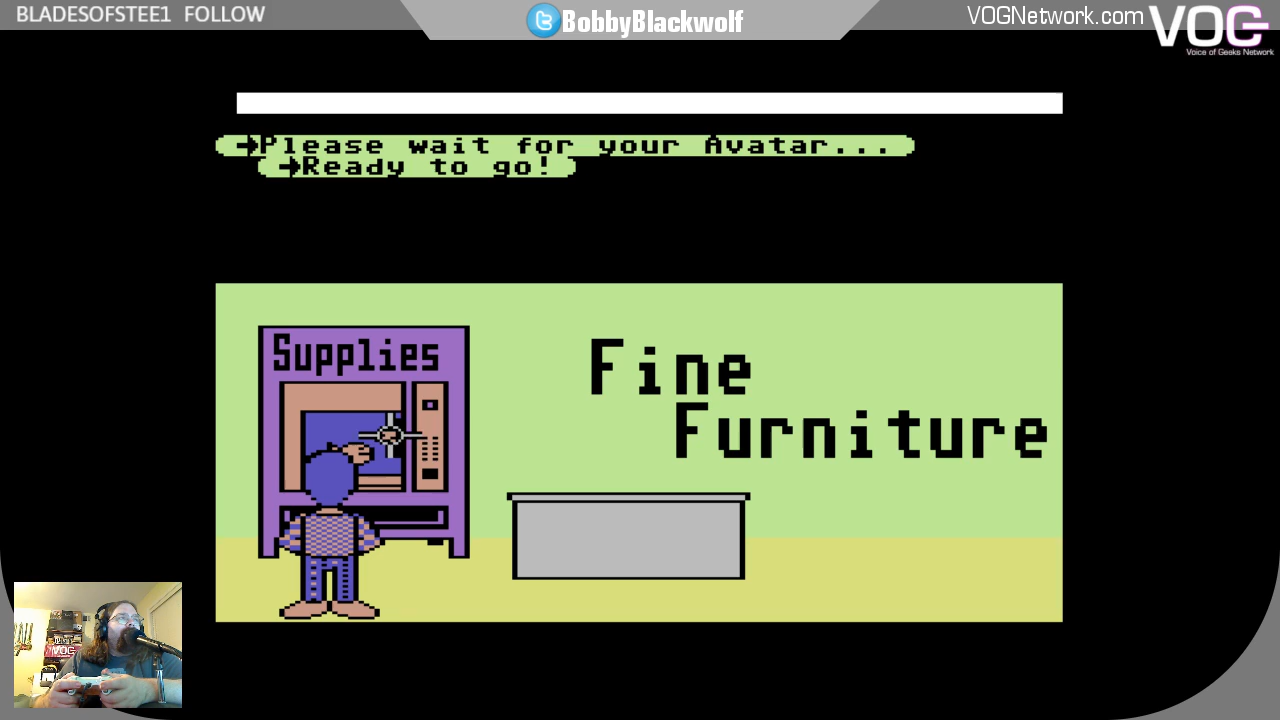 BLADESOFSTEE1 FOLLOW
BobbyBlackwolf
VOGNetwork.com
VOG
Voice of Geeks Network
→Please wait for your Avatar...
→Ready to go!
Supplies
Fine
Furniture
VOG